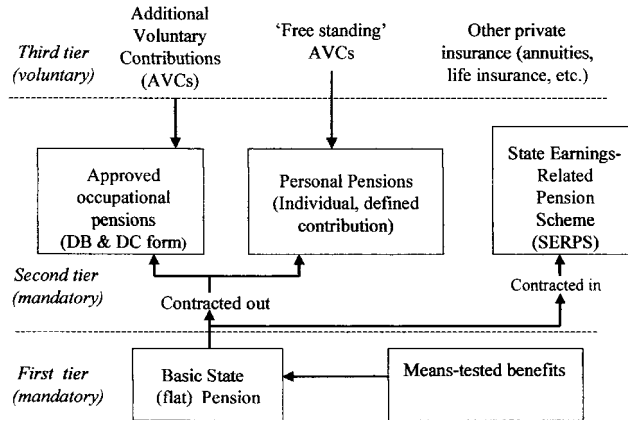 Third tier
(voluntary)
Additional
Voluntary
Contributions
(AVCs)
‘Free standing’
AVCs
Other private
insurance (annuities,
life insurance, etc.)
Approved
occupational
pensions
(DB & DC form)
Personal Pensions
(Individual, defined
contribution)
State Earnings-
Related
Pension
Scheme
(SERPS)
Second tier
(mandatory)
Contracted out
Contracted in
First tier
(mandatory)
Basic State
(flat) Pension
Means-tested benefits